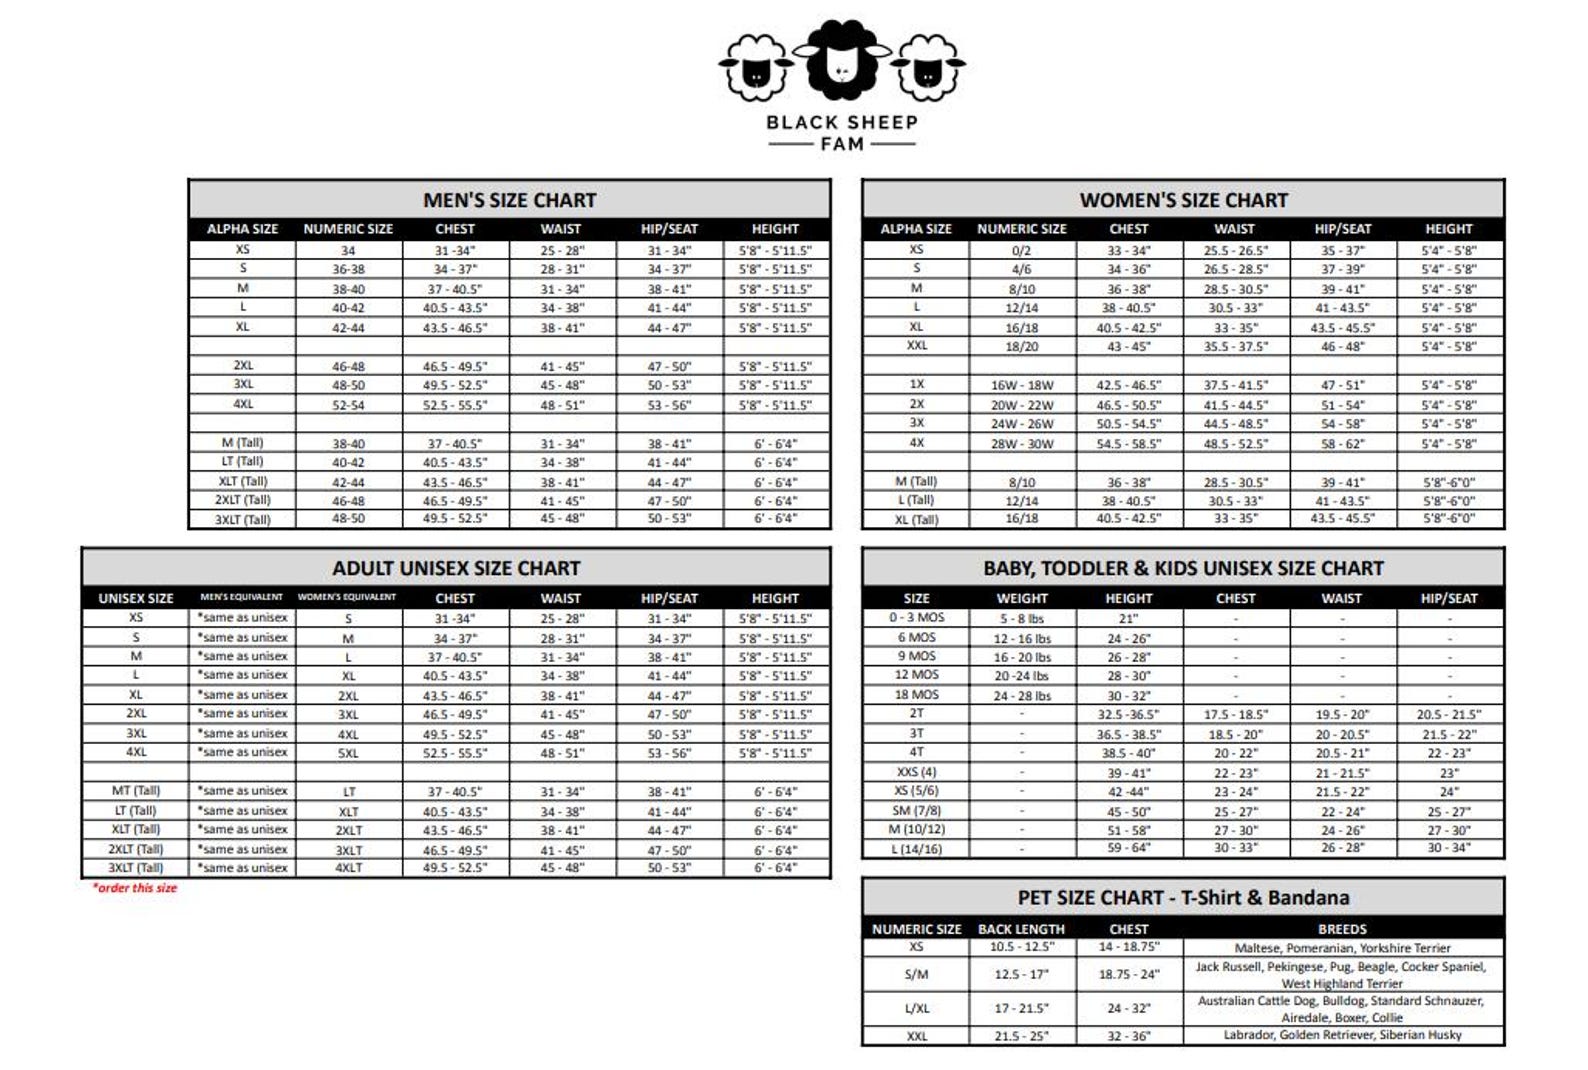 BLACK SHEEP
FAM
MEN'S SIZE CHART
ALPHA SIZE NUMERIC SIZE CHEST WAIST HIP/SEAT HEIGHT
XS 34 31 -34" 25 - 28" 31 - 34" 5'8" - 5'11.5"
S 36-38 34 - 37" 28 - 31" 34 - 37" 5'8" - 5'11.5"
M 38-40 37 - 40.5" 31 - 34" 38 - 41" 5'8" - 5'11.5"
L 40-42 40.5 - 43.5" 34 - 38" 41 - 44" 5'8" - 5'11.5"
XL 42-44 43.5 - 46.5" 38 - 41" 44 - 47" 5'8" - 5'11.5"
2XL 46-48 46.5 - 49.5" 41 - 45" 47 - 50" 5'8" - 5'11.5"
3XL 48-50 49.5 - 52.5" 45 - 48" 50 - 53" 5'8" - 5'11.5"
4XL 52-54 52.5 - 55.5" 48 - 51" 53 - 56" 5'8" - 5'11.5"
M (Tall) 38-40 37 - 40.5" 31 - 34" 38 - 41" 6' - 6'4"
LT (Tall) 40-42 40.5 - 43.5" 34 - 38" 41 - 44" 6' - 6'4"
XLT (Tall) 42-44 43.5 - 46.5" 38 - 41" 44 - 47" 6' - 6'4"
2XLT (Tall) 46-48 46.5 - 49.5" 41 - 45" 47 - 50" 6' - 6'4"
3XLT (Tall) 48-50 49.5 - 52.5" 45 - 48" 50 - 53" 6' - 6'4"
WOMEN'S SIZE CHART
ALPHA SIZE NUMERIC SIZE CHEST WAIST HIP/SEAT HEIGHT
XS 0/2 33 - 34" 25.5 - 26.5" 35 - 37" 5'4" - 5'8"
S 4/6 34 - 36" 26.5 - 28.5" 37 - 39" 5'4" - 5'8"
M 8/10 36 - 38" 28.5 - 30.5" 39 - 41" 5'4" - 5'8"
L 12/14 38 - 40.5" 30.5 - 33" 41 - 43.5" 5'4" - 5'8"
XL 16/18 40.5 - 42.5" 33 - 35" 43.5 - 45.5" 5'4" - 5'8"
XXL 18/20 43 - 45" 35.5 - 37.5" 46 - 48" 5'4" - 5'8"
1X 16W - 18W 42.5 - 46.5" 37.5 - 41.5" 47 - 51" 5'4" - 5'8"
2X 20W - 22W 46.5 - 50.5" 41.5 - 44.5" 51 - 54" 5'4" - 5'8"
3X 24W - 26W 50.5 - 54.5" 44.5 - 48.5" 54 - 58" 5'4" - 5'8"
4X 28W - 30W 54.5 - 58.5" 48.5 - 52.5" 58 - 62" 5'4" - 5'8"
M (Tall) 8/10 36 - 38" 28.5 - 30.5" 39 - 41" 5'8"-6"0"
L (Tall) 12/14 38 - 40.5" 30.5 - 33" 41 - 43.5" 5'8"-6"0"
XL (Tall) 16/18 40.5 - 42.5" 33 - 35" 43.5 - 45.5" 5'8"-6"0"
ADULT UNISEX SIZE CHART
UNISEX SIZE MEN'S EQUIVALENT WOMEN'S EQUIVALENT CHEST WAIST HIP/SEAT HEIGHT
XS *same as unisex S 31 -34" 25 - 28" 31 - 34" 5'8" - 5'11.5"
S *same as unisex M 34 - 37" 28 - 31" 34 - 37" 5'8" - 5'11.5"
M *same as unisex L 37 - 40.5" 31 - 34" 38 - 41" 5'8" - 5'11.5"
L *same as unisex XL 40.5 - 43.5" 34 - 38" 41 - 44" 5'8" - 5'11.5"
XL *same as unisex 2XL 43.5 - 46.5" 38 - 41" 44 - 47" 5'8" - 5'11.5"
2XL *same as unisex 3XL 46.5 - 49.5" 41 - 45" 47 - 50" 5'8" - 5'11.5"
3XL *same as unisex 4XL 49.5 - 52.5" 45 - 48" 50 - 53" 5'8" - 5'11.5"
4XL *same as unisex 5XL 52.5 - 55.5" 48 - 51" 53 - 56" 5'8" - 5'11.5"
MT (Tall) *same as unisex LT 37 - 40.5" 31 - 34" 38 - 41" 6' - 6'4"
LT (Tall) *same as unisex XLT 40.5 - 43.5" 34 - 38" 41 - 44" 6' - 6'4"
XLT (Tall) *same as unisex 2XLT 43.5 - 46.5" 38 - 41" 44 - 47" 6' - 6'4"
2XLT (Tall) *same as unisex 3XLT 46.5 - 49.5" 41 - 45" 47 - 50" 6' - 6'4"
3XLT (Tall) *same as unisex 4XLT 49.5 - 52.5" 45 - 48" 50 - 53" 6' - 6'4"
*order this size
BABY, TODDLER & KIDS UNISEX SIZE CHART
SIZE WEIGHT HEIGHT CHEST WAIST HIP/SEAT
0 - 3 MOS 5 - 8 lbs 21" - - -
6 MOS 12 - 16 lbs 24 - 26" - - -
9 MOS 16 - 20 lbs 26 - 28" - - -
12 MOS 20 -24 lbs 28 - 30" - - -
18 MOS 24 - 28 lbs 30 - 32" - - -
2T - 32.5 -36.5" 17.5 - 18.5" 19.5 - 20" 20.5 - 21.5"
3T - 36.5 - 38.5" 18.5 - 20" 20 - 20.5" 21.5 - 22"
4T - 38.5 - 40" 20 - 22" 20.5 - 21" 22 - 23"
XXS (4) - 39 - 41" 22 - 23" 21 - 21.5" 23"
XS (5/6) - 42 -44" 23 - 24" 21.5 - 22" 24"
SM (7/8) - 45 - 50" 25 - 27" 22 - 24" 25 - 27"
M (10/12) - 51 - 58" 27 - 30" 24 - 26" 27 - 30"
L (14/16) - 59 - 64" 30 - 33" 26 - 28" 30 - 34"
PET SIZE CHART - T-Shirt & Bandana
NUMERIC SIZE BACK LENGTH CHEST BREEDS
XS 10.5 - 12.5" 14 - 18.75" Maltese, Pomeranian, Yorkshire Terrier
S/M 12.5 - 17" 18.75 - 24" Jack Russell, Pekingese, Pug, Beagle, Cocker Spaniel,
West Highland Terrier
L/XL 17 - 21.5" 24 - 32" Australian Cattle Dog, Bulldog, Standard Schnauzer,
Airedale, Boxer, Collie
XXL 21.5 - 25" 32 - 36" Labrador, Golden Retriever, Siberian Husky